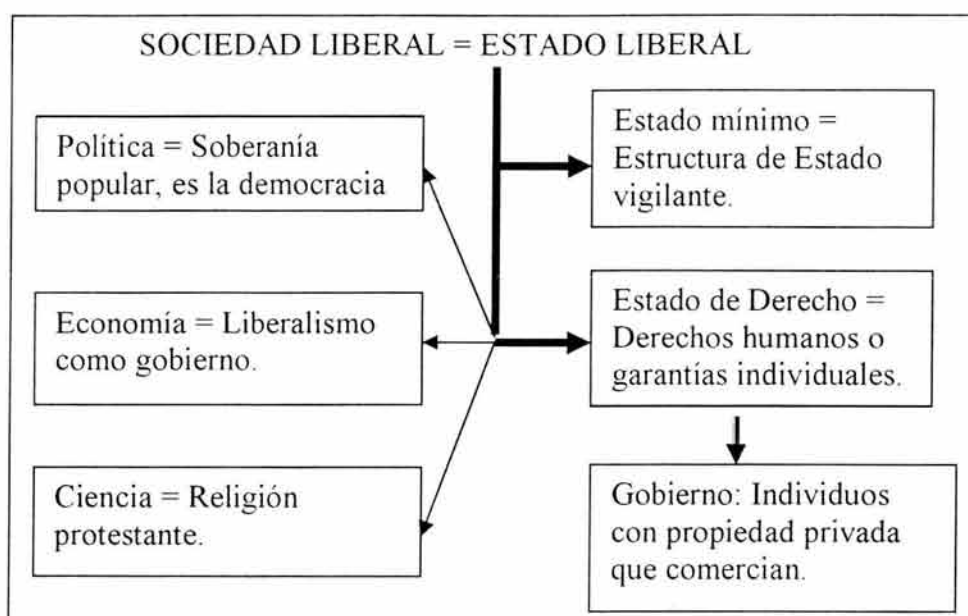 SOCIEDAD LIBERAL = ESTADO LIBERAL
Política = Soberanía
popular, es la democracia
Economía = Liberalismo
como gobierno.
Ciencia = Religión
protestante.
Estado mínimo =
Estructura de Estado
vigilante.
Estado de Derecho =
Derechos humanos o
garantías individuales.
Gobierno: Individuos
con propiedad privada
que comercian.